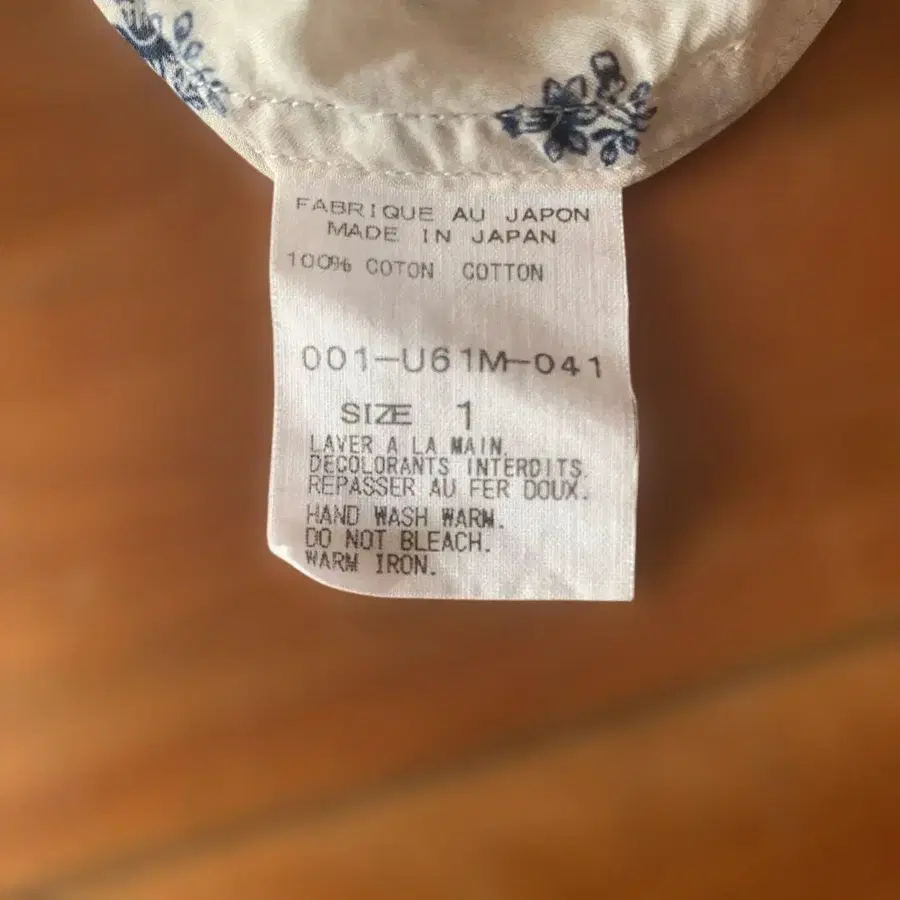 FABRIQUE AU JAPON
MADE IN JAPAN
100% COTON COTTON
001-U61M-041
SIZE 1
LAVER A LA MAIN.
DECOLORANTS INTERDITS.
REPASSER AU FER DOUX.
HAND WASH WARM.
DO NOT BLEACH.
WARM IRON.